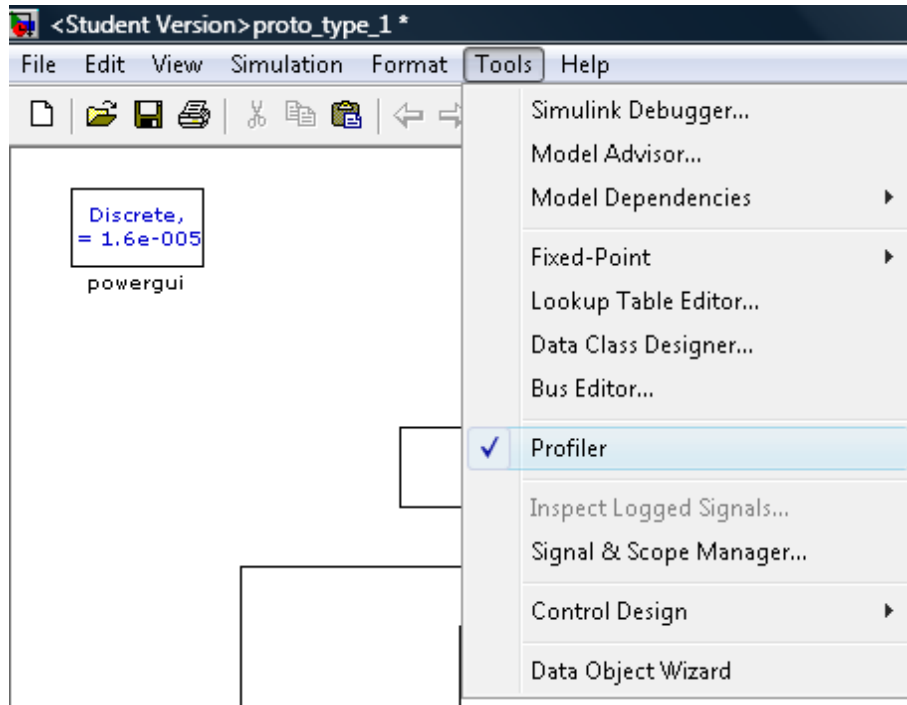 <Student Version>proto_type_1 *
File Edit View Simulation Format Tools Help
Discrete,
= 1.6e-005
powergui
Simulink Debugger...
Model Advisor...
Model Dependencies
Fixed-Point
Lookup Table Editor...
Data Class Designer...
Bus Editor...
Profiler
Inspect Logged Signals...
Signal & Scope Manager...
Control Design
Data Object Wizard